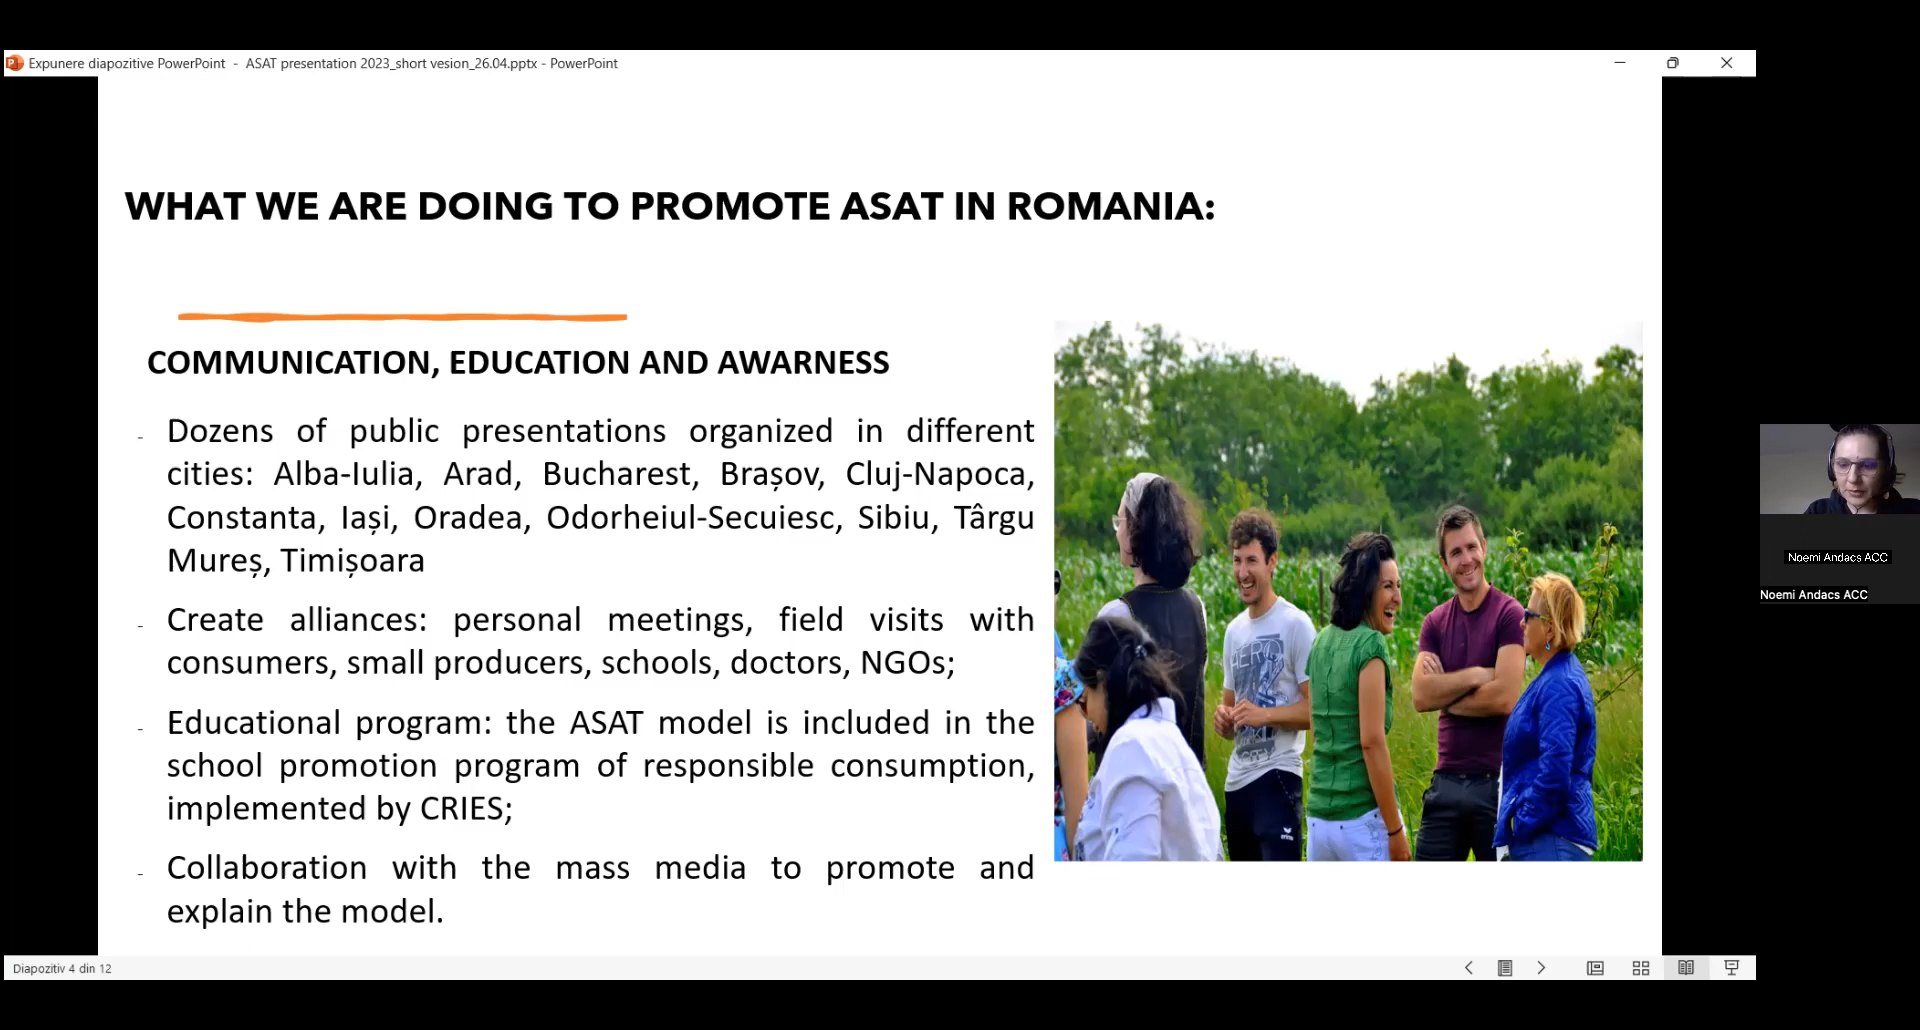 Expunere diapozitive PowerPoint - ASAT presentation 2023_short vesion_26.04.pptx - PowerPoint
WHAT WE ARE DOING TO PROMOTE ASAT IN ROMANIA:
COMMUNICATION, EDUCATION AND AWARNESS
- Dozens of public presentations organized in different
cities: Alba-Iulia, Arad, Bucharest, Brașov, Cluj-Napoca,
Constanta, Iași, Oradea, Odorheiul-Secuiesc, Sibiu, Târgu
Mureș, Timișoara
- Create alliances: personal meetings, field visits with
consumers, small producers, schools, doctors, NGOs;
- Educational program: the ASAT model is included in the
school promotion program of responsible consumption,
implemented by CRIES;
- Collaboration with the mass media to promote and
explain the model.
AERO
Noemi Andacs ACC
Noemi Andacs ACC
Diapozitiv 4 din 12